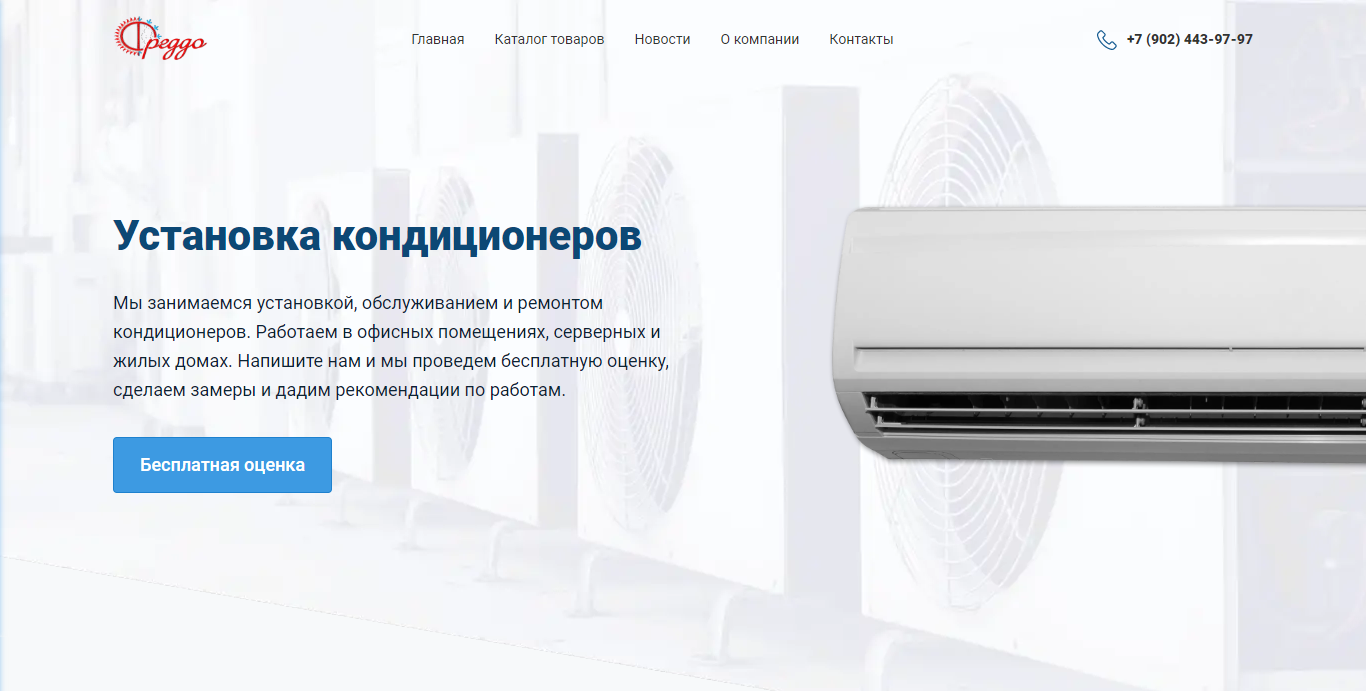 Фреддо
Главная
Каталог товаров
Новости
О компании
Контакты
+7 (902) 443-97-97
Установка кондиционеров
Мы занимаемся установкой, обслуживанием и ремонтом
кондиционеров. Работаем в офисных помещениях, серверных и
жилых домах. Напишите нам и мы проведем бесплатную оценку,
сделаем замеры и дадим рекомендации по работам.
Бесплатная оценка